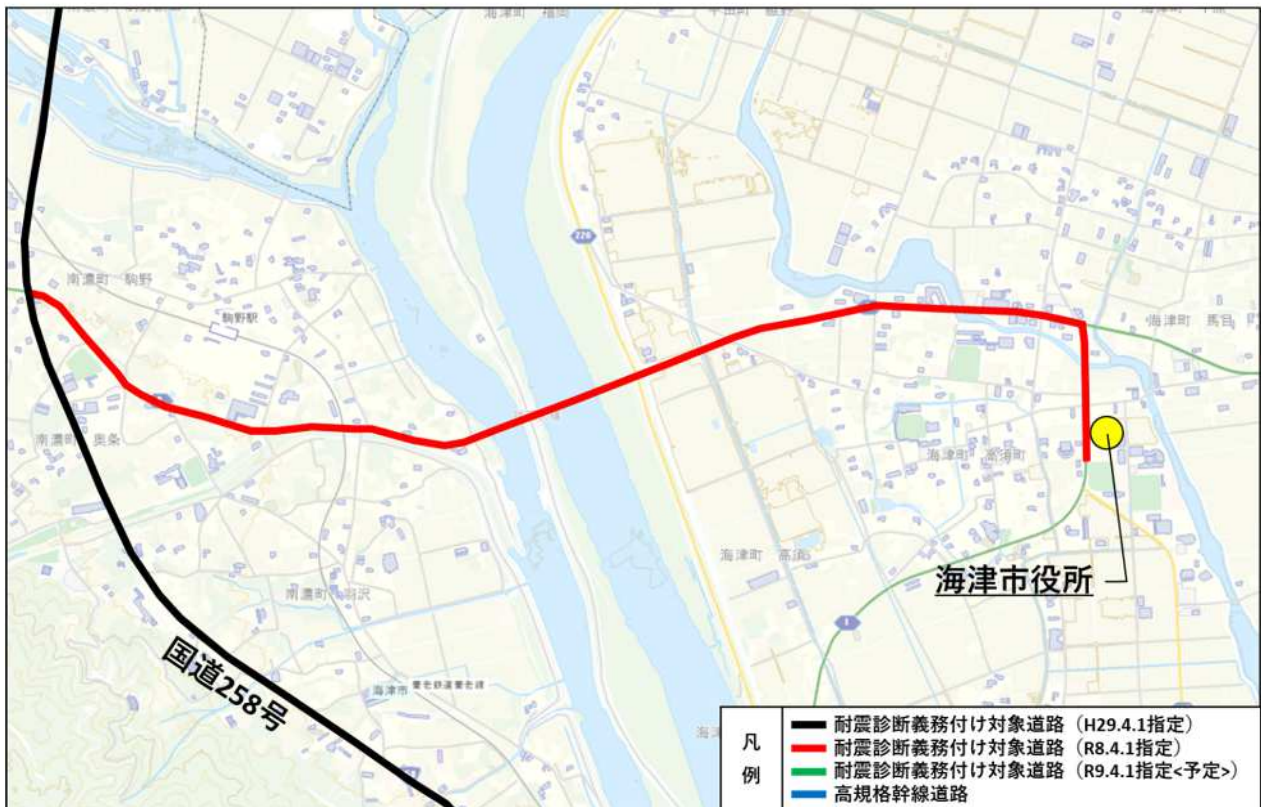 海津町 福岡
226
南濃町 駒野
駒野駅
海津町 馬目
南濃町 奥条
海津町 高須町
海津町 高須
海津市役所
南濃町 羽沢
国道258号
海津市
養老鉄道養老線
凡例
耐震診断義務付け対象道路（H29.4.1指定）
耐震診断義務付け対象道路（R8.4.1指定）
耐震診断義務付け対象道路（R9.4.1指定<予定>）
高規格幹線道路